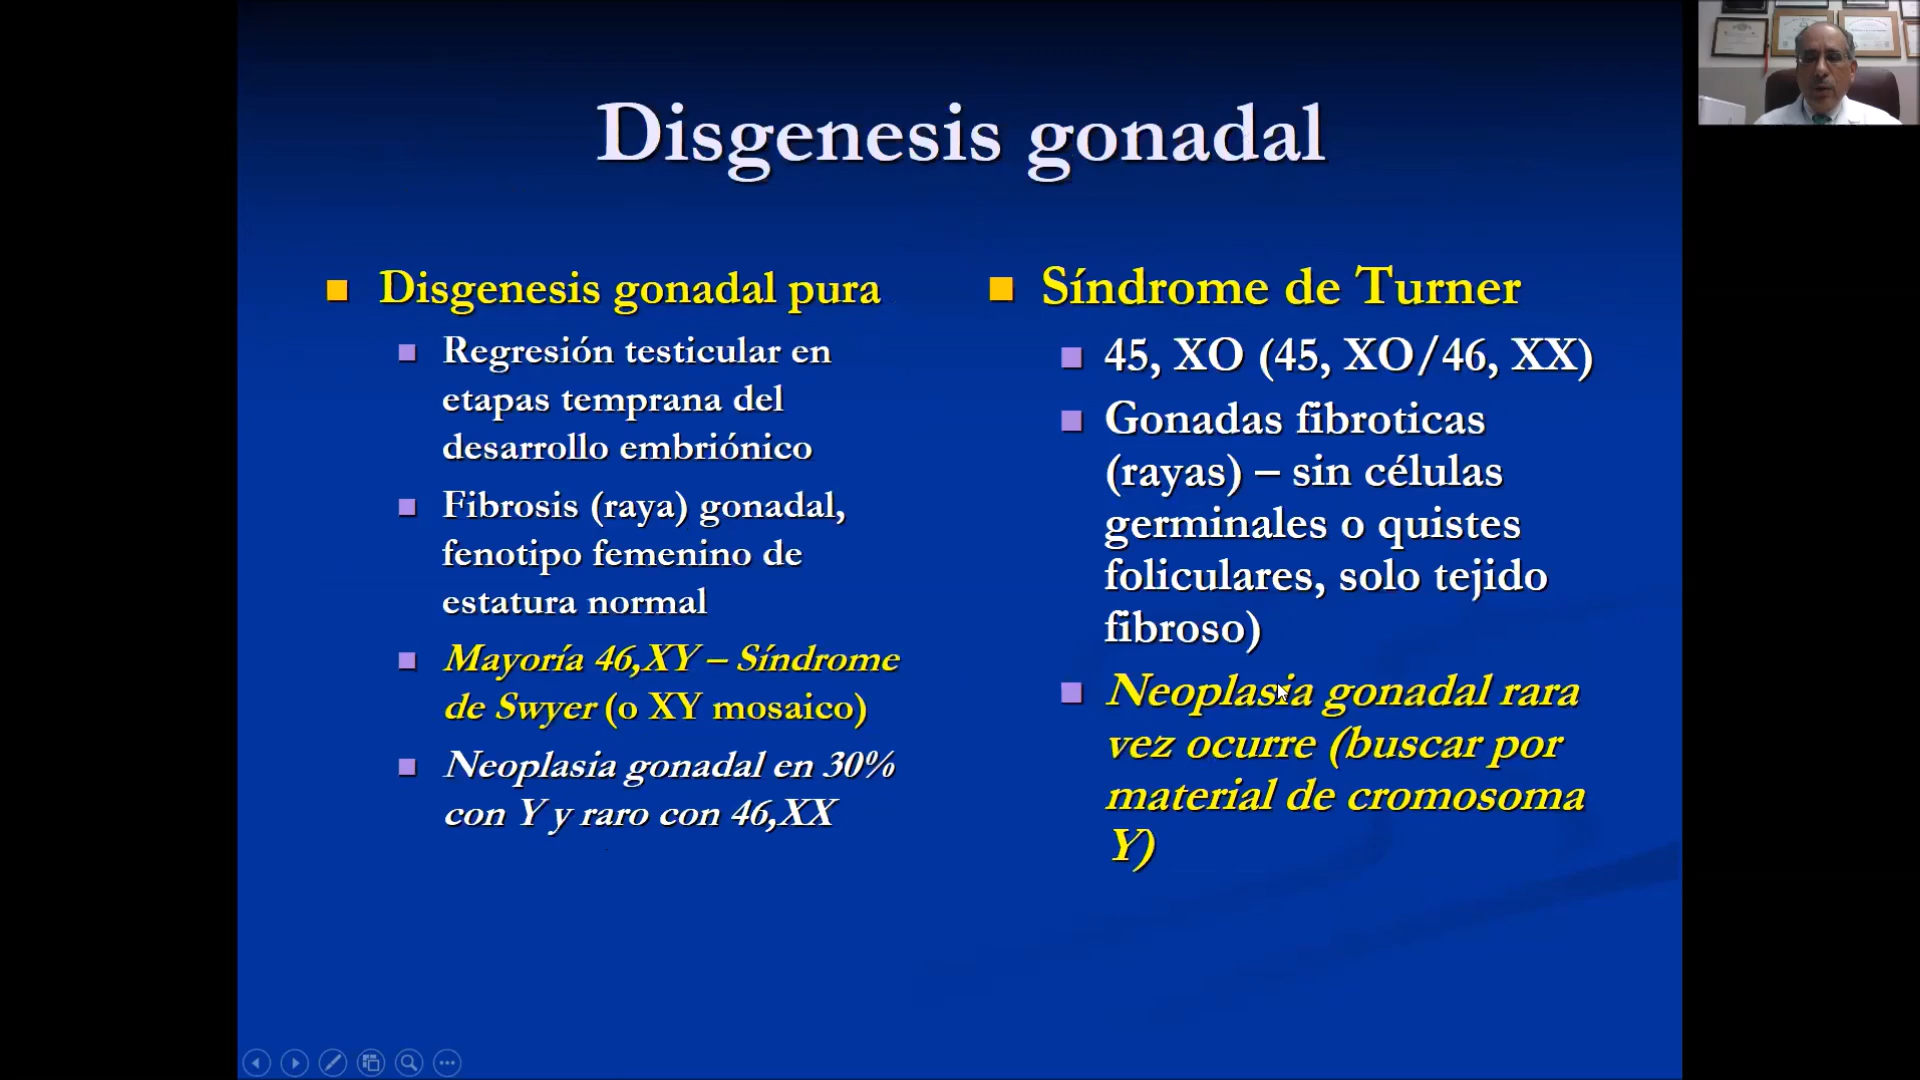 Disgenesis gonadal
Disgenesis gonadal pura
Regresión testicular en
etapas temprana del
desarrollo embriónico
Fibrosis (raya) gonadal,
fenotipo femenino de
estatura normal
Mayoría 46,XY – Síndrome
de Swyer (o XY mosaico)
Neoplasia gonadal en 30%
con Y y raro con 46,XX
Síndrome de Turner
45, XO (45, XO/46, XX)
Gonadas fibroticas
(rayas) – sin células
germinales o quistes
foliculares, solo tejido
fibroso)
Neoplasia gonadal rara
vez ocurre (buscar por
material de cromosoma
Y)